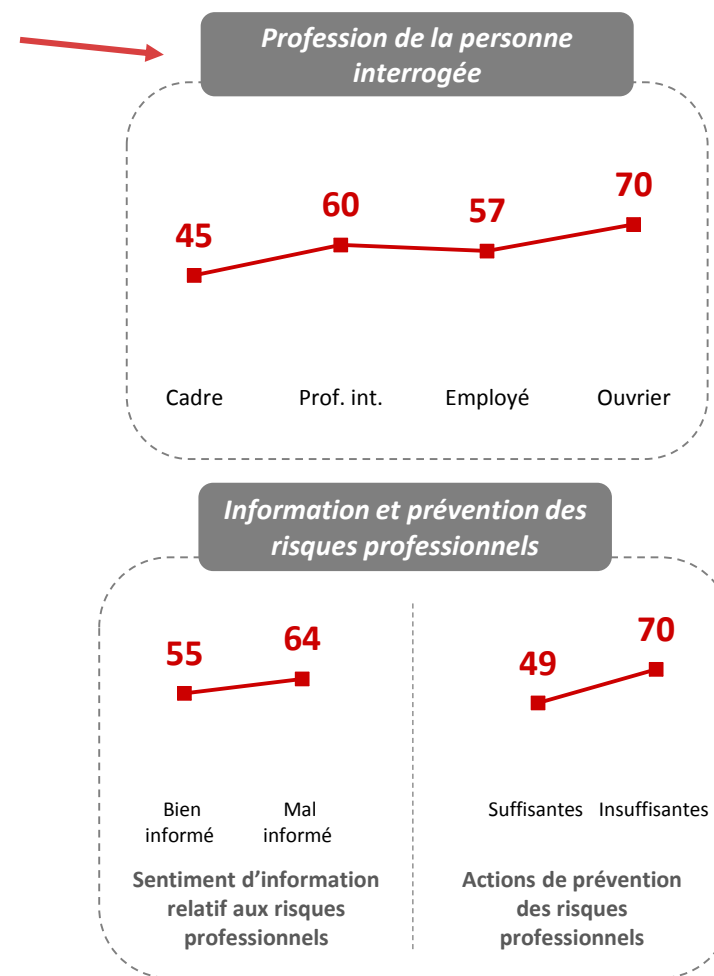 Profession de la personne
interrogée
45
60
57
70
Cadre
Prof. int.
Employé
Ouvrier
Information et prévention des
risques professionnels
55
64
Bien
informé
Mal
informé
Sentiment d’information
relatif aux risques
professionnels
49
70
Suffisantes
Insuffisantes
Actions de prévention
des risques
professionnels